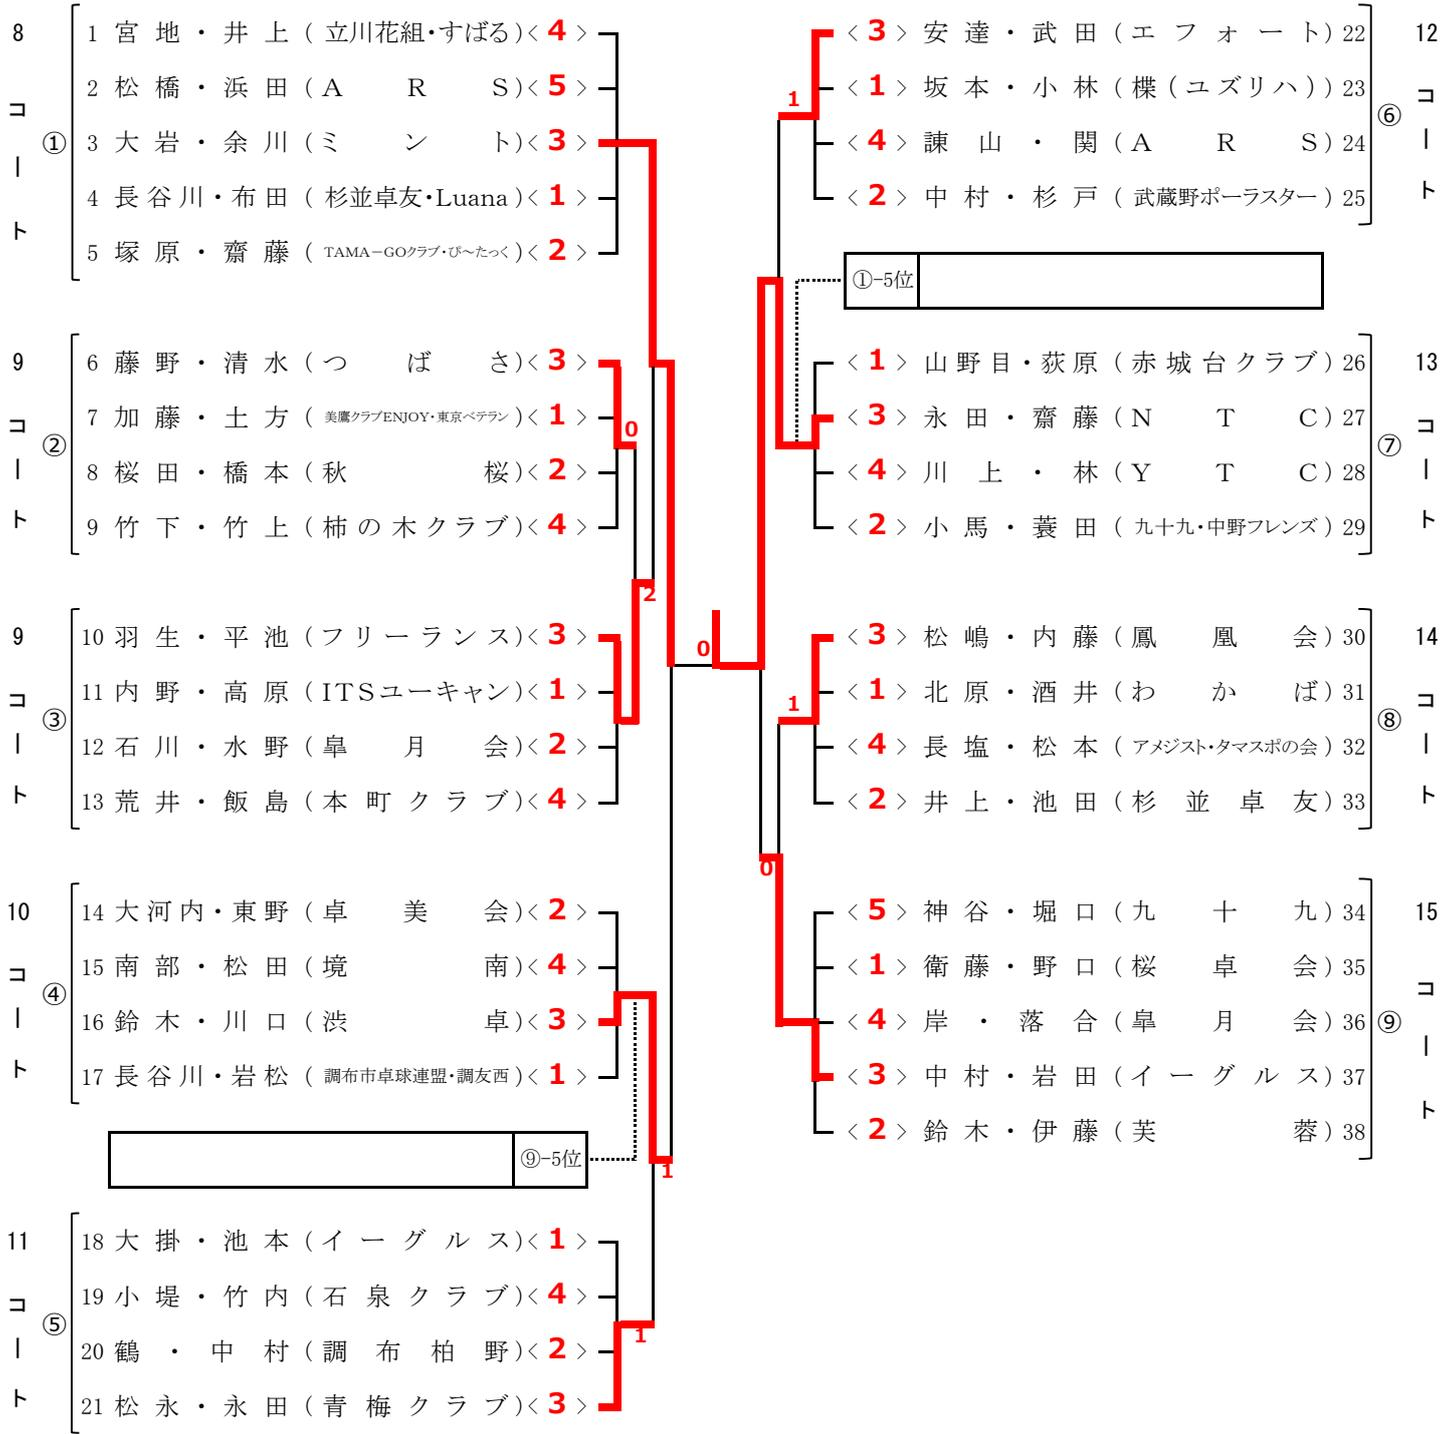 8コート
①
1 宮地・井上(立川花組・すばる)< 4 >
2 松橋・浜田(ARS)< 5 >
3 大岩・余川(ミント)< 3 >
4 長谷川・布田(杉並卓友・Luana)< 1 >
5 塚原・齋藤(TAMA－GOクラブ・ぴ～たっく)< 2 >
9コート
②
6 藤野・清水(つばさ)< 3 >
7 加藤・土方(美鷹クラブENJOY・東京ベテラン)< 1 >
8 桜田・橋本(秋桜)< 2 >
9 竹下・竹上(柿の木クラブ)< 4 >
0
9コート
③
10 羽生・平池(フリーランス)< 3 >
11 内野・高原(ITSユーキャン)< 1 >
12 石川・水野(皐月会)< 2 >
13 荒井・飯島(本町クラブ)< 4 >
2
10コート
④
14 大河内・東野(卓美会)< 2 >
15 南部・松田(境南)< 4 >
16 鈴木・川口(渋卓)< 3 >
17 長谷川・岩松(調布市卓球連盟・調友西)< 1 >
⑨-5位
1
11コート
⑤
18 大掛・池本(イーグルス)< 1 >
19 小堤・竹内(石泉クラブ)< 4 >
20 鶴・中村(調布柏野)< 2 >
21 松永・永田(青梅クラブ)< 3 >
1
0
1
< 3 > 安達・武田(エフォート) 22
< 1 > 坂本・小林(楪(ユズリハ)) 23
< 4 > 諌山・関(ARS) 24
< 2 > 中村・杉戸(武蔵野ポーラスター) 25
⑥
12コート
①-5位
< 1 > 山野目・荻原(赤城台クラブ) 26
< 3 > 永田・齋藤(NTC) 27
< 4 > 川上・林(YTC) 28
< 2 > 小馬・蓑田(九十九・中野フレンズ) 29
⑦
13コート
1
< 3 > 松嶋・内藤(鳳凰会) 30
< 1 > 北原・酒井(わかば) 31
< 4 > 長塩・松本(アメジスト・タマスポの会) 32
< 2 > 井上・池田(杉並卓友) 33
⑧
14コート
0
< 5 > 神谷・堀口(九十九) 34
< 1 > 衛藤・野口(桜卓会) 35
< 4 > 岸・落合(皐月会) 36
< 3 > 中村・岩田(イーグルス) 37
< 2 > 鈴木・伊藤(芙蓉) 38
⑨
15コート